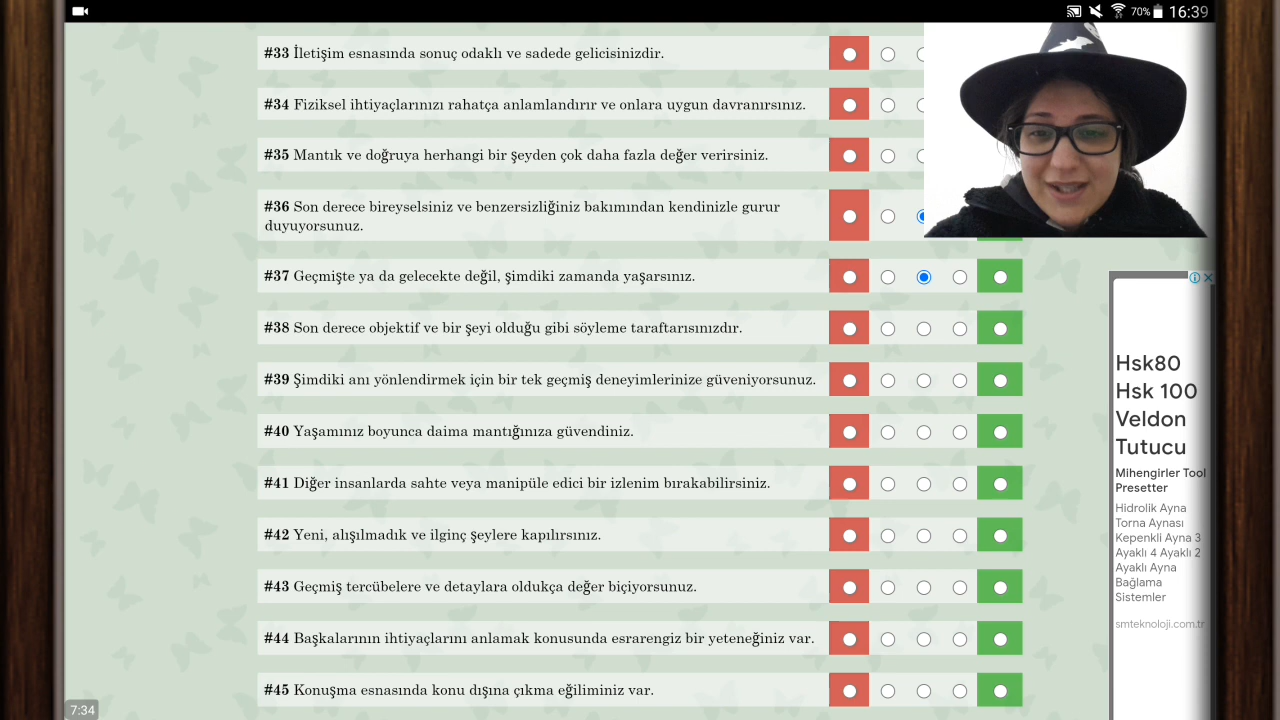 70% 16:39
#33 İletişim esnasında sonuç odaklı ve sadede gelicisinizdir.
#34 Fiziksel ihtiyaçlarınızı rahatça anlamlandırır ve onlara uygun davranırsınız.
#35 Mantık ve doğruya herhangi bir şeyden çok daha fazla değer verirsiniz.
#36 Son derece bireyselsiniz ve benzersizliğiniz bakımından kendinizle gurur
duyuyorsunuz.
#37 Geçmişte ya da gelecekte değil, şimdiki zamanda yaşarsınız.
#38 Son derece objektif ve bir şeyi olduğu gibi söyleme taraftarısınızdır.
#39 Şimdiki anı yönlendirmek için bir tek geçmiş deneyimlerinize güveniyorsunuz.
#40 Yaşamınız boyunca daima mantığınıza güvendiniz.
#41 Diğer insanlarda sahte veya manipüle edici bir izlenim bırakabilirsiniz.
#42 Yeni, alışılmadık ve ilginç şeylere kapılırsınız.
#43 Geçmiş tercübelere ve detaylara oldukça değer biçiyorsunuz.
#44 Başkalarının ihtiyaçlarını anlamak konusunda esrarengiz bir yeteneğiniz var.
#45 Konuşma esnasında konu dışına çıkma eğiliminiz var.
Hsk80
Hsk 100
Veldon
Tutucu
Mihengirler Tool
Presetter
Hidrolik Ayna
Torna Aynası
Kepenkli Ayna 3
Ayaklı 4 Ayaklı 2
Ayaklı Ayna
Bağlama
Sistemler
smteknoloji.com.tr
7:34